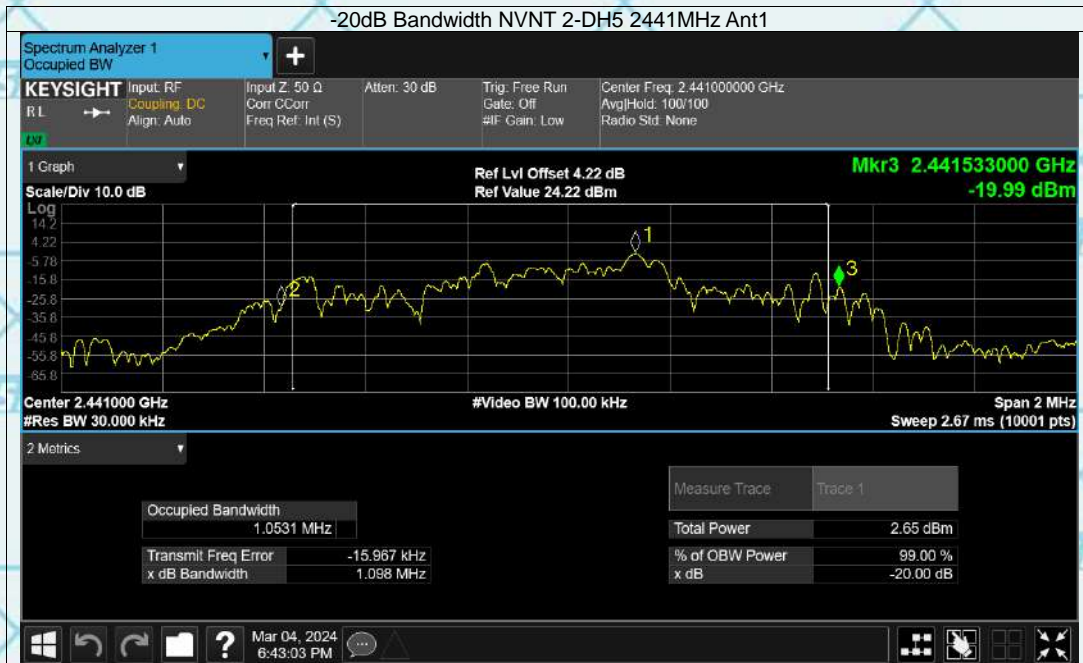 -20dB Bandwidth NVNT 2-DH5 2441MHz Ant1
Spectrum Analyzer 1
Occupied BW
+
KEYSIGHT
R L
LXI
Input: RF
Coupling: DC
Align: Auto
Input Z: 50 Ω
Corr CCorr
Freq Ref: Int (S)
Atten: 30 dB
Trig: Free Run
Gate: Off
#IF Gain: Low
Center Freq: 2.441000000 GHz
Avg|Hold: 100/100
Radio Std: None
1 Graph
Scale/Div 10.0 dB
Ref Lvl Offset 4.22 dB
Ref Value 24.22 dBm
Mkr3 2.441533000 GHz
-19.99 dBm
Log
14.2
4.22
-5.78
-15.8
-25.8
-35.8
-45.8
-55.8
-65.8
1
2
3
Center 2.441000 GHz
#Res BW 30.000 kHz
#Video BW 100.00 kHz
Span 2 MHz
Sweep 2.67 ms (10001 pts)
2 Metrics
Measure Trace Trace 1
Occupied Bandwidth
1.0531 MHz
Total Power 2.65 dBm
Transmit Freq Error -15.967 kHz
% of OBW Power 99.00 %
x dB Bandwidth 1.098 MHz
x dB -20.00 dB
?
Mar 04, 2024
6:43:03 PM